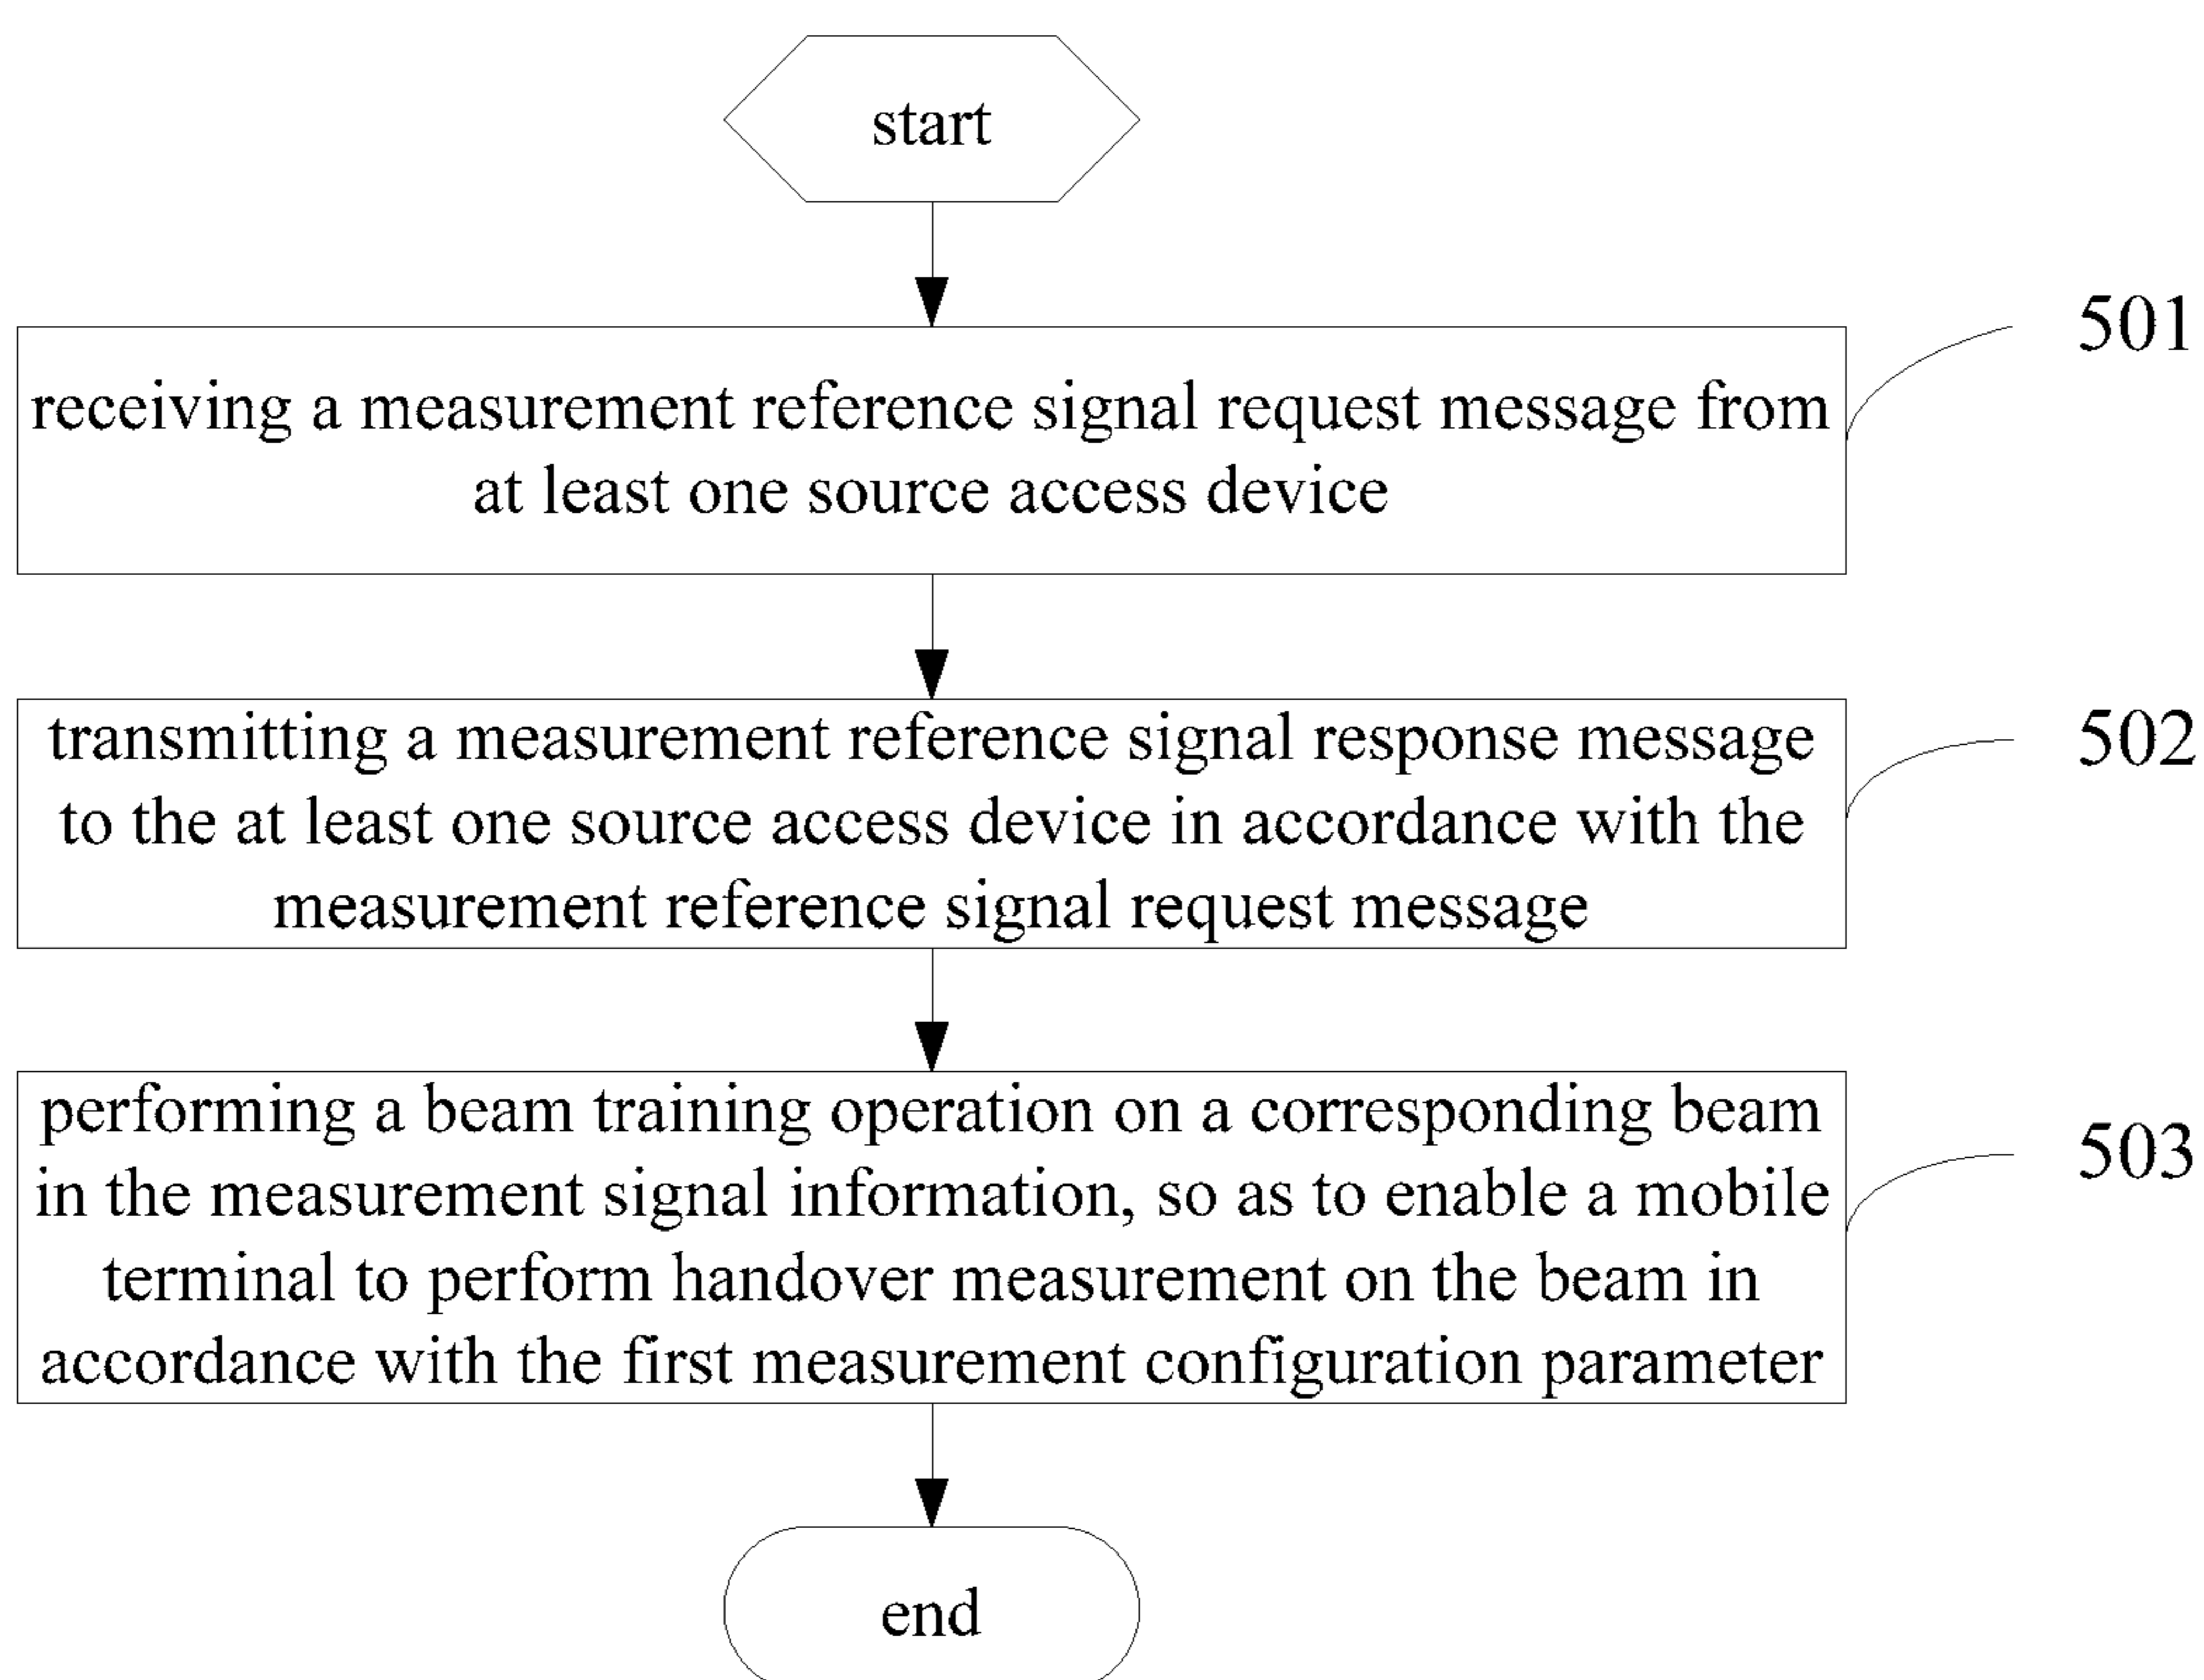 start
501
receiving a measurement reference signal request message from
at least one source access device
502
transmitting a measurement reference signal response message
to the at least one source access device in accordance with the
measurement reference signal request message
503
performing a beam training operation on a corresponding beam
in the measurement signal information, so as to enable a mobile
terminal to perform handover measurement on the beam in
accordance with the first measurement configuration parameter
end